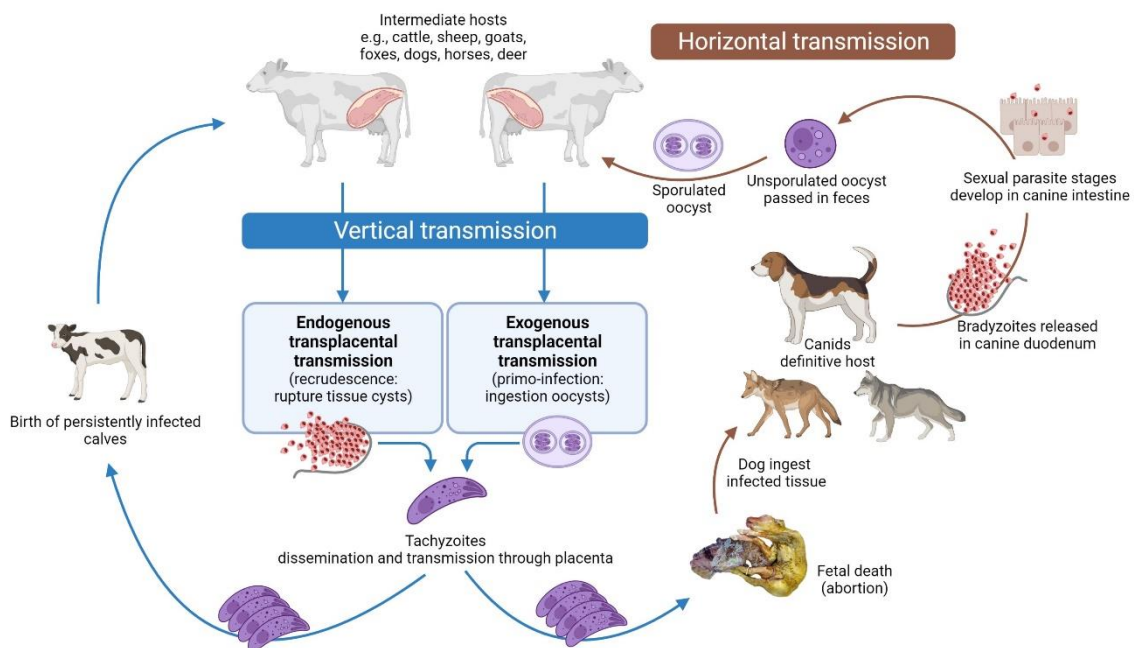 Intermediate hosts
e.g., cattle, sheep, goats,
foxes, dogs, horses, deer
Horizontal transmission
Sporulated
oocyst
Unsporulated oocyst
passed in feces
Sexual parasite stages
develop in canine intestine
Vertical transmission
Bradyzoites released
in canine duodenum
Canids
definitive host
Endogenous
transplacental
transmission
(recrudescence:
rupture tissue cysts)
Exogenous
transplacental
transmission
(primo-infection:
ingestion oocysts)
Birth of persistently infected
calves
Dog ingest
infected tissue
Tachyzoites
dissemination and transmission through placenta
Fetal death
(abortion)